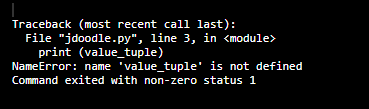 Traceback (most recent call last):
  File "jdoodle.py", line 3, in <module>
    print (value_tuple)
NameError: name 'value_tuple' is not defined
Command exited with non-zero status 1